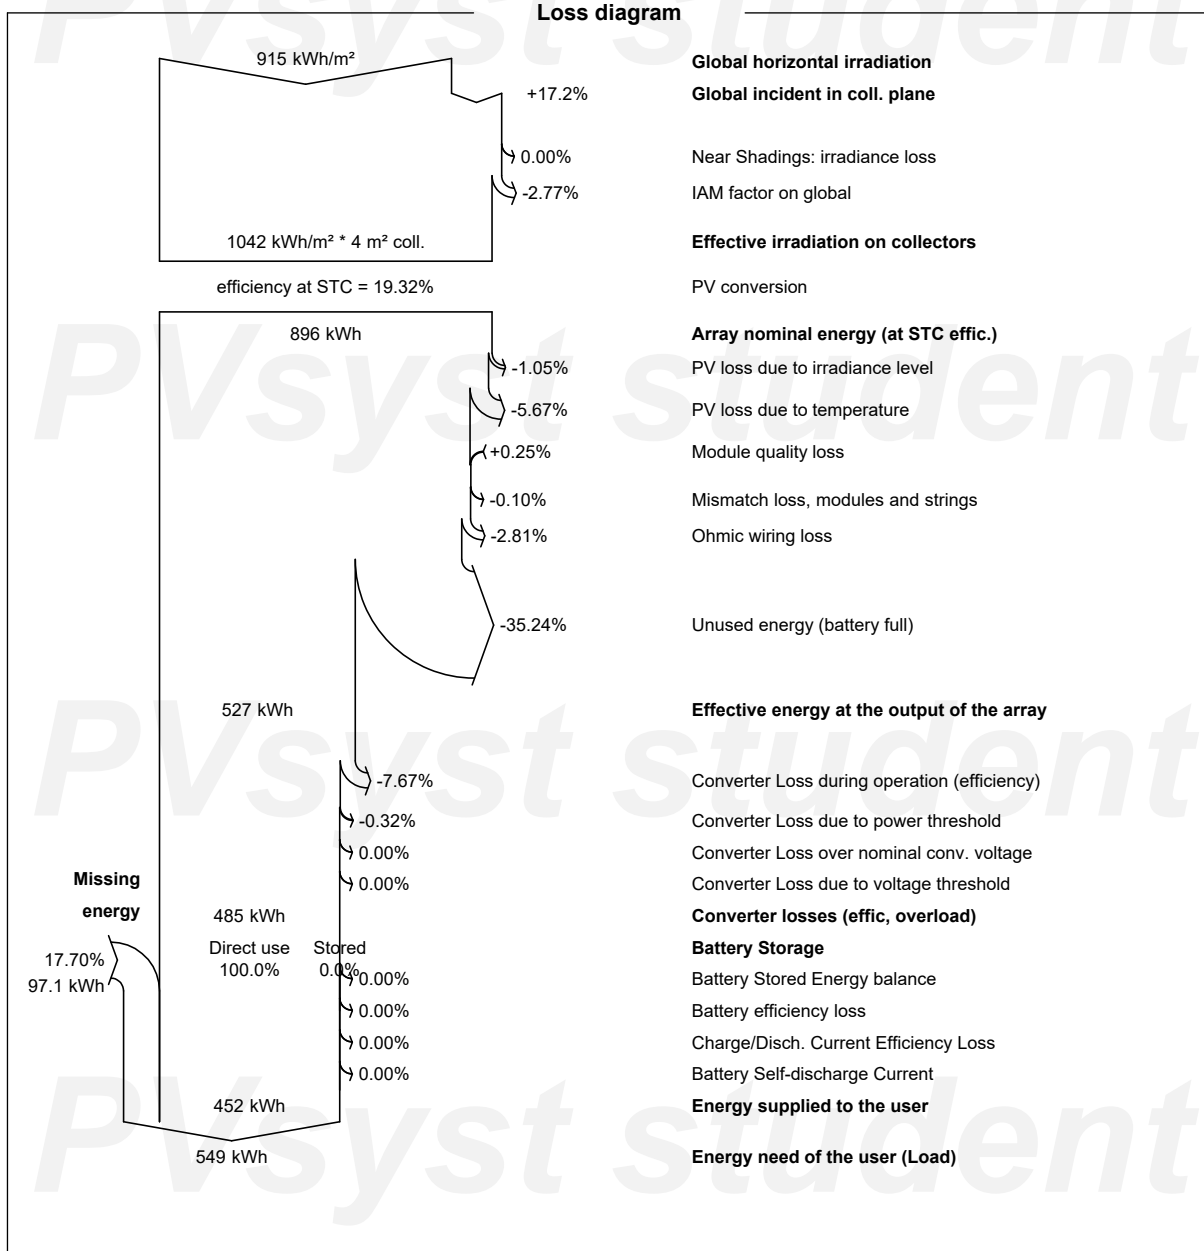 Loss diagram
915 kWh/m² Global horizontal irradiation
+17.2% Global incident in coll. plane
0.00% Near Shadings: irradiance loss
-2.77% IAM factor on global
1042 kWh/m² * 4 m² coll. Effective irradiation on collectors
efficiency at STC = 19.32% PV conversion
PVsyst student
896 kWh Array nominal energy (at STC effic.)
-1.05% PV loss due to irradiance level
-5.67% PV loss due to temperature
+0.25% Module quality loss
-0.10% Mismatch loss, modules and strings
-2.81% Ohmic wiring loss
-35.24% Unused energy (battery full)
527 kWh Effective energy at the output of the array
PVsyst student
-7.67% Converter Loss during operation (efficiency)
-0.32% Converter Loss due to power threshold
0.00% Converter Loss over nominal conv. voltage
Missing 0.00% Converter Loss due to voltage threshold
energy 485 kWh Converter losses (effic, overload)
Direct use Stored Battery Storage
17.70% 100.0% 0.0%
97.1 kWh 0.00% Battery Stored Energy balance
0.00% Battery efficiency loss
0.00% Charge/Disch. Current Efficiency Loss
0.00% Battery Self-discharge Current
452 kWh Energy supplied to the user
PVsyst student
549 kWh Energy need of the user (Load)
PVsyst student